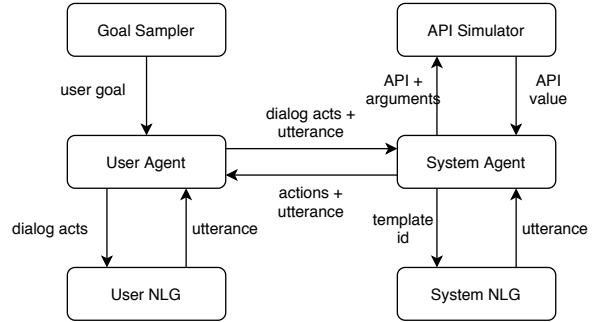 Goal Sampler
API Simulator
user goal
API +
arguments
API
value
dialog acts +
utterance
User Agent
System Agent
actions +
utterance
dialog acts
utterance
template
id
utterance
User NLG
System NLG